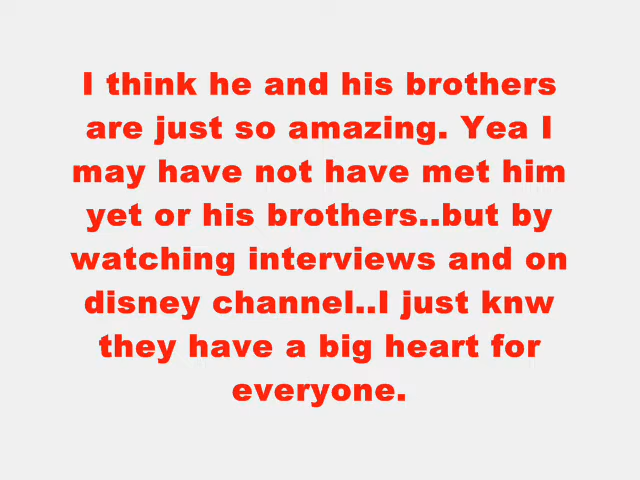 I think he and his brothers
are just so amazing. Yea I
may have not have met him
yet or his brothers..but by
watching interviews and on
disney channel..I just knw
they have a big heart for
everyone.